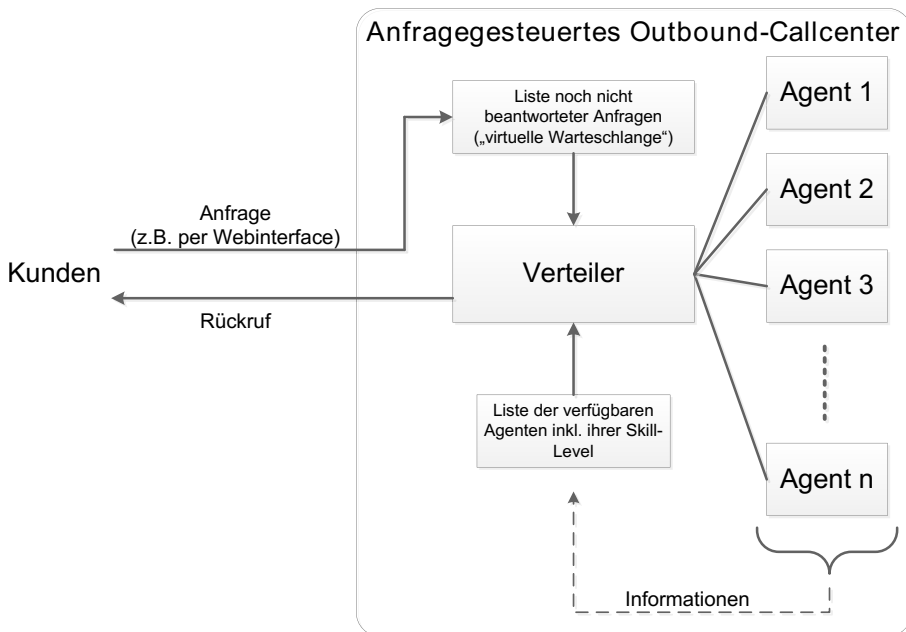 Anfragegesteuertes Outbound-Callcenter
Liste noch nicht
beantworteter Anfragen
(„virtuelle Warteschlange“)
Agent 1
Agent 2
Anfrage
(z.B. per Webinterface)
Kunden
Verteiler
Agent 3
Rückruf
Liste der verfügbaren
Agenten inkl. ihrer Skill-
Level
Agent n
Informationen